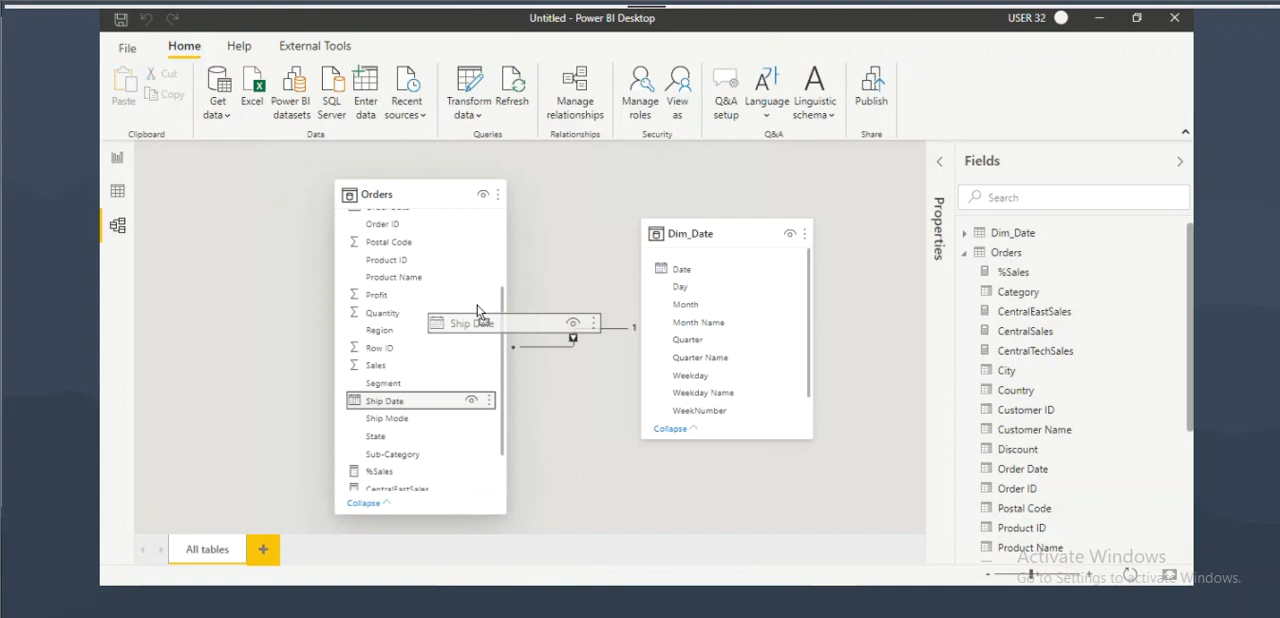 Untitled - Power BI Desktop
USER 32
File
Home
Help
External Tools
Paste
Cut
Copy
Get data
Excel
Power BI datasets
SQL Server
Enter data
Recent sources
Transform data
Refresh
Manage relationships
Manage roles
View as
Q&A setup
Language
Linguistic schema
Publish
Clipboard
Data
Queries
Relationships
Security
Q&A
Share
Orders
Order ID
Postal Code
Product ID
Product Name
Profit
Quantity
Region
Row ID
Sales
Segment
Ship Date
Ship Mode
State
Sub-Category
%Sales
CentralEastSales
Collapse
Ship Date
1
Dim_Date
Date
Day
Month
Month Name
Quarter
Quarter Name
Weekday
Weekday Name
WeekNumber
Collapse
Properties
Fields
Search
Dim_Date
Orders
%Sales
Category
CentralEastSales
CentralSales
CentralTechSales
City
Country
Customer ID
Customer Name
Discount
Order Date
Order ID
Postal Code
Product ID
Product Name
All tables
Activate Windows
Go to Settings to activate Windows.